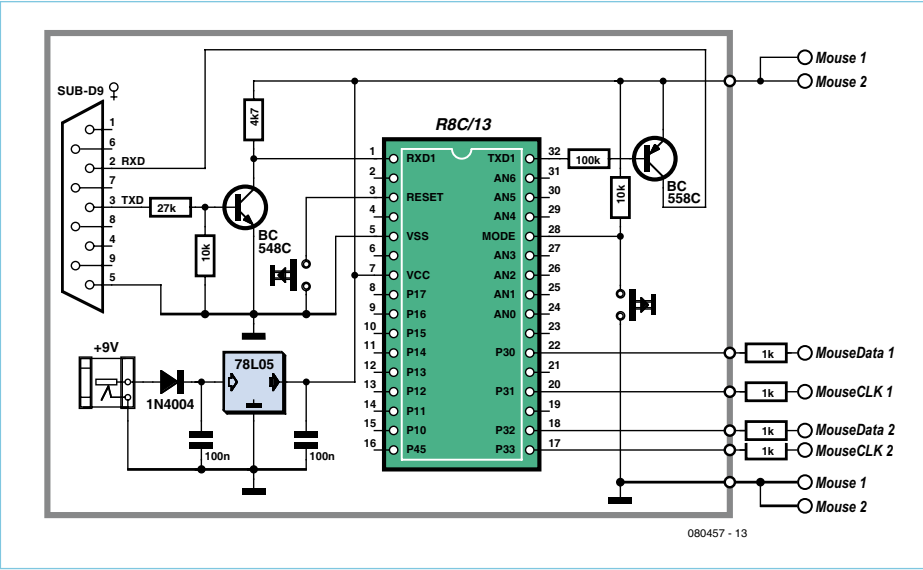 SUB-D9
1
6
2 RXD
7
3 TXD
8
4
9
5
27k
10k
4k7
BC
548C
R8C/13
1 RXD1
2
3 RESET
4
5 VSS
6
7 VCC
8 P17
9 P16
10 P15
11 P14
12 P13
13 P12
14 P11
15 P10
16 P45
TXD1 32
AN6 31
AN5 30
AN4 29
MODE 28
AN3 27
AN2 26
AN1 25
AN0 24
23
P30 22
21
P31 20
19
P32 18
P33 17
100k
10k
BC
558C
+9V
1N4004
78L05
100n
100n
Mouse 1
Mouse 2
1k MouseData 1
1k MouseCLK 1
1k MouseData 2
1k MouseCLK 2
Mouse 1
Mouse 2
080457 - 13